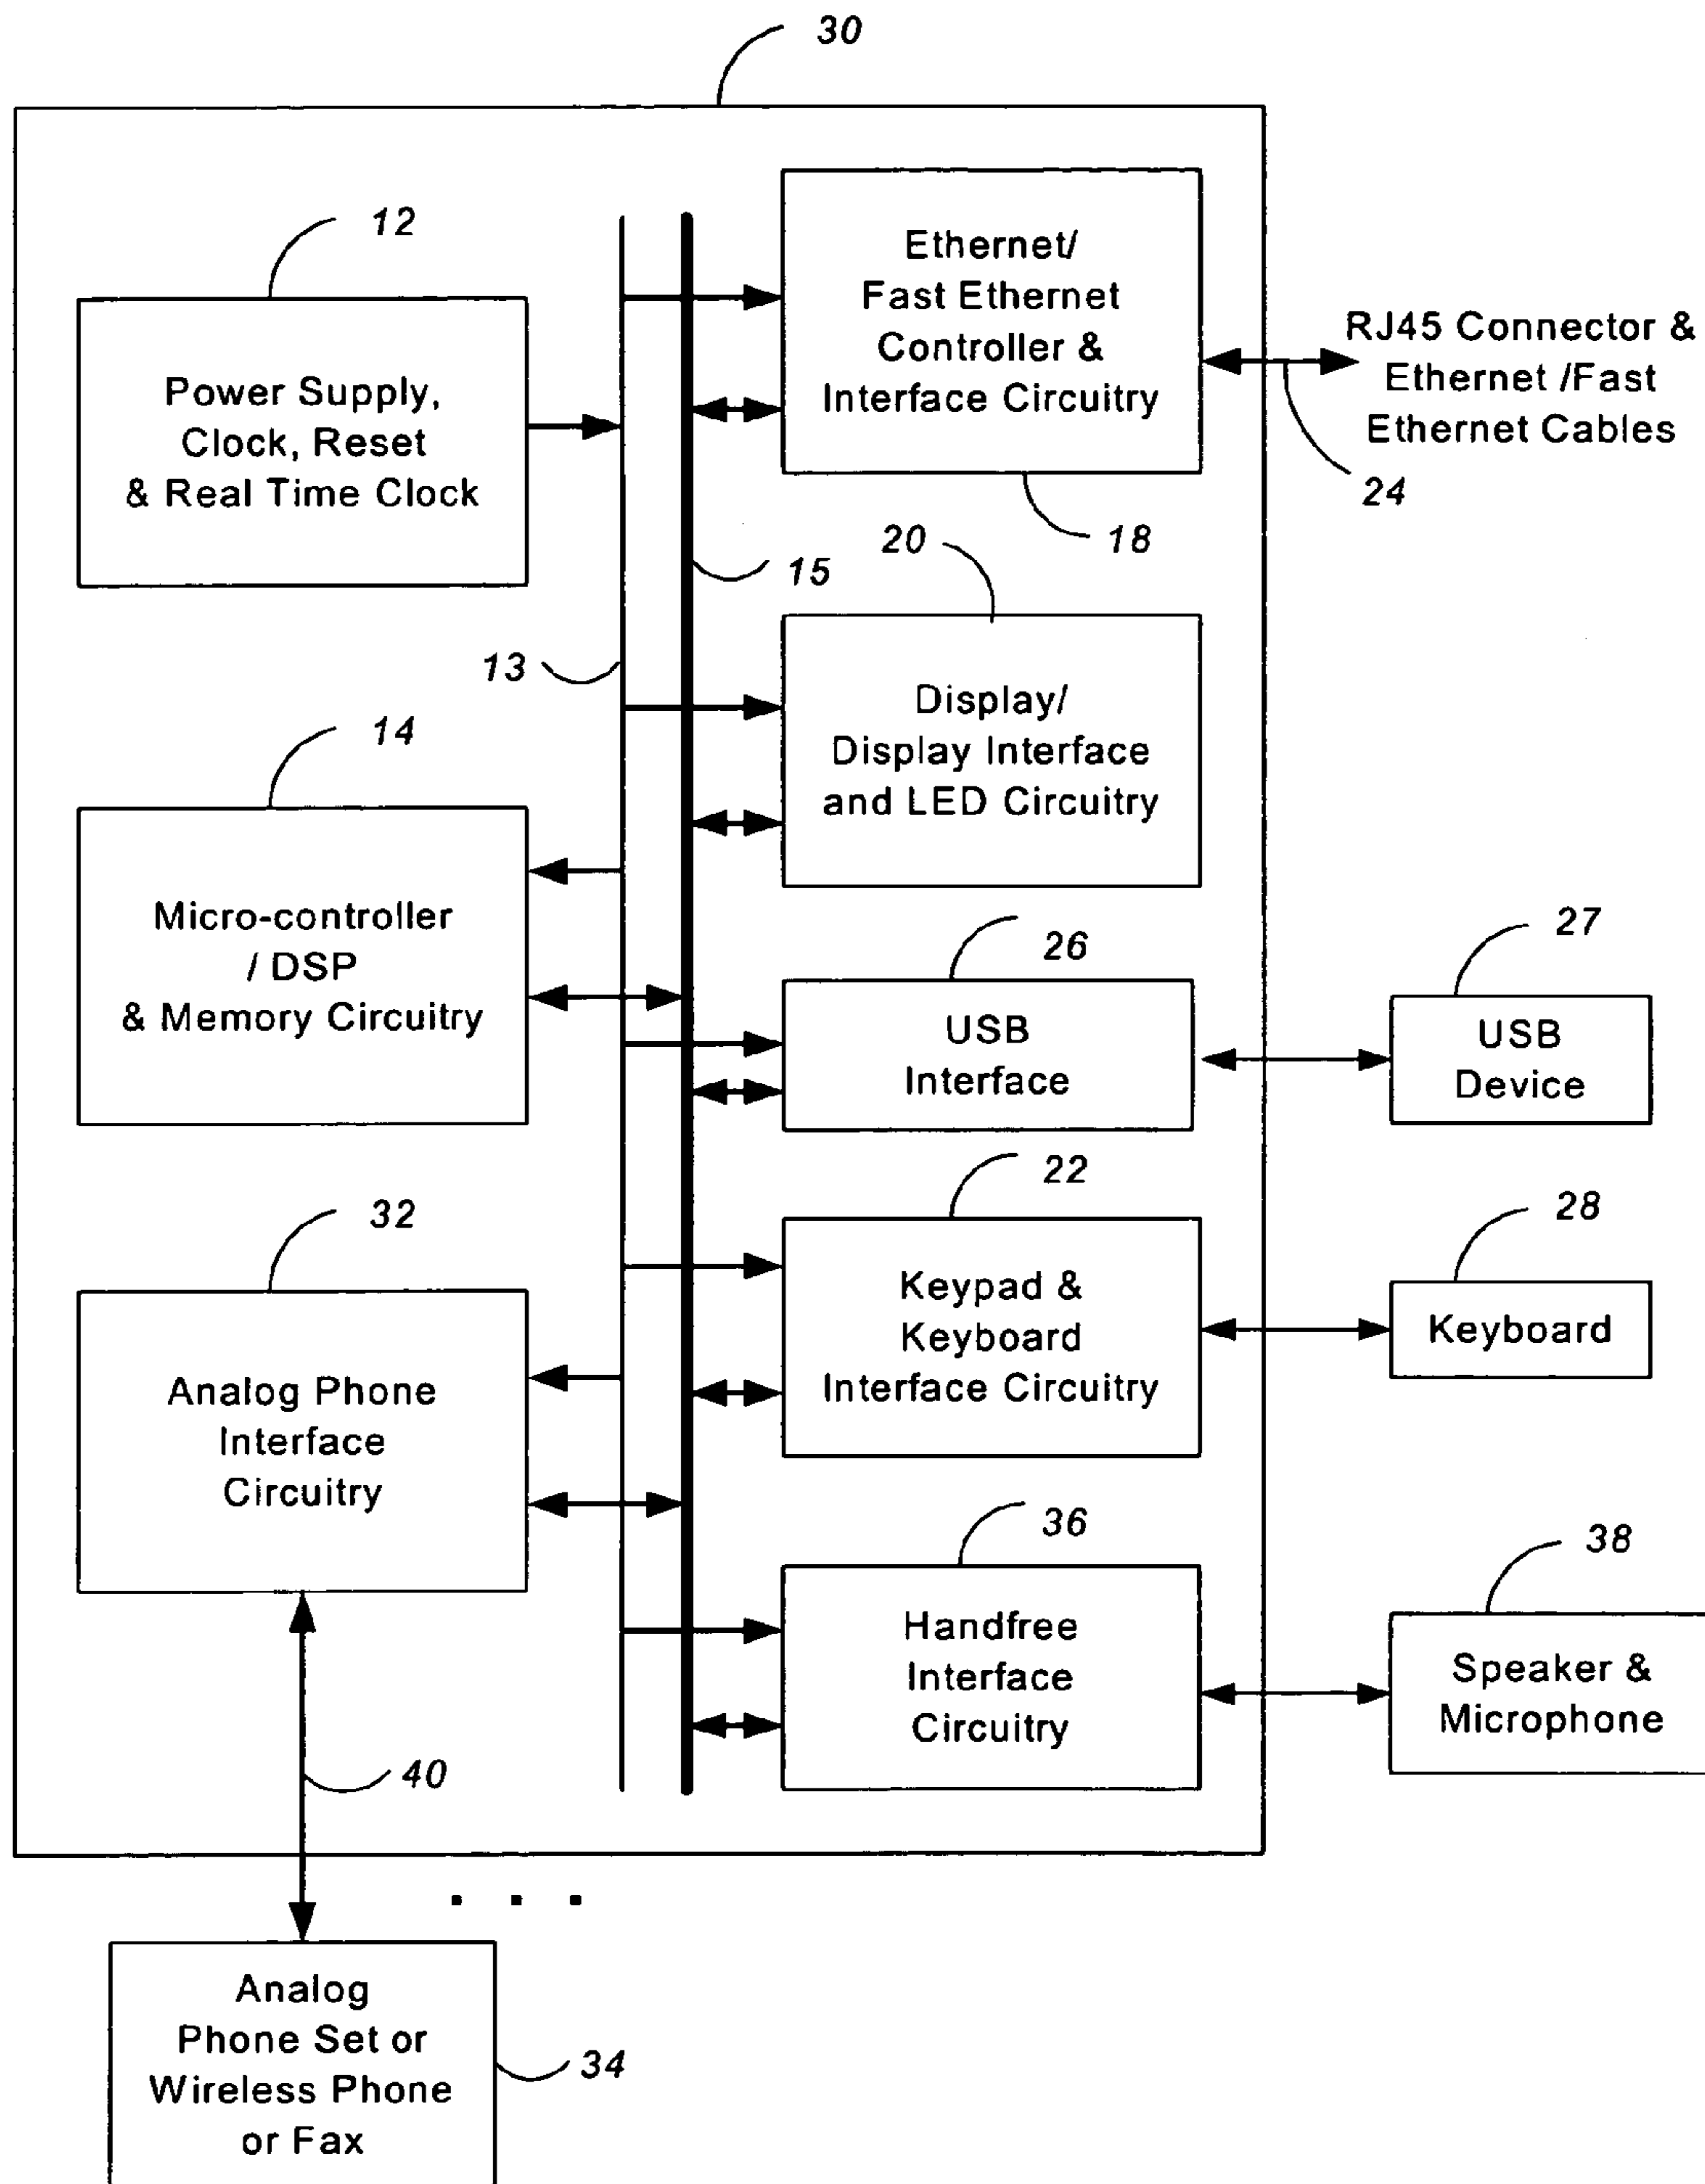 30
12
Power Supply,
Clock, Reset
& Real Time Clock
Ethernet/
Fast Ethernet
Controller &
Interface Circuitry
RJ45 Connector &
Ethernet /Fast
Ethernet Cables
24
18
20
15
13
Display/
Display Interface
and LED Circuitry
14
Micro-controller
/ DSP
& Memory Circuitry
26
USB
Interface
27
USB
Device
22
Keypad &
Keyboard
Interface Circuitry
28
Keyboard
32
Analog Phone
Interface
Circuitry
36
Handfree
Interface
Circuitry
38
Speaker &
Microphone
40
. . .
Analog
Phone Set or
Wireless Phone
or Fax
34